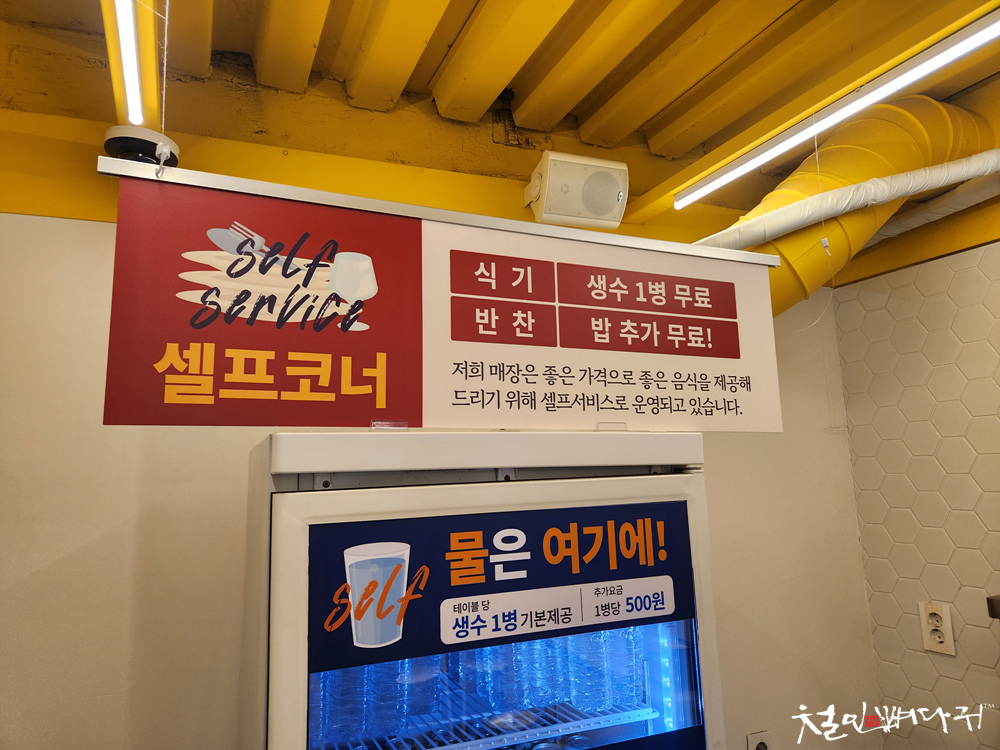 self
service
셀프코너
식 기
생수 1병 무료
반 찬
밥 추가 무료!
저희 매장은 좋은 가격으로 좋은 음식을 제공해
드리기 위해 셀프서비스로 운영되고 있습니다.
self
물은 여기에!
테이블 당
생수 1병 기본제공
추가요금
1병당 500원